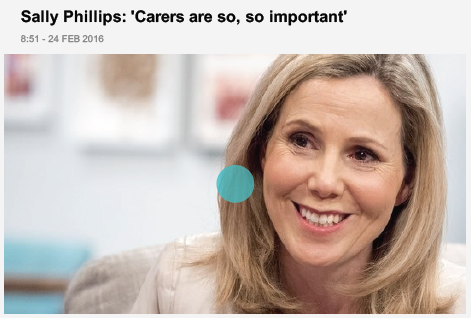 Sally Phillips: 'Carers are so, so important'
8:51 - 24 FEB 2016